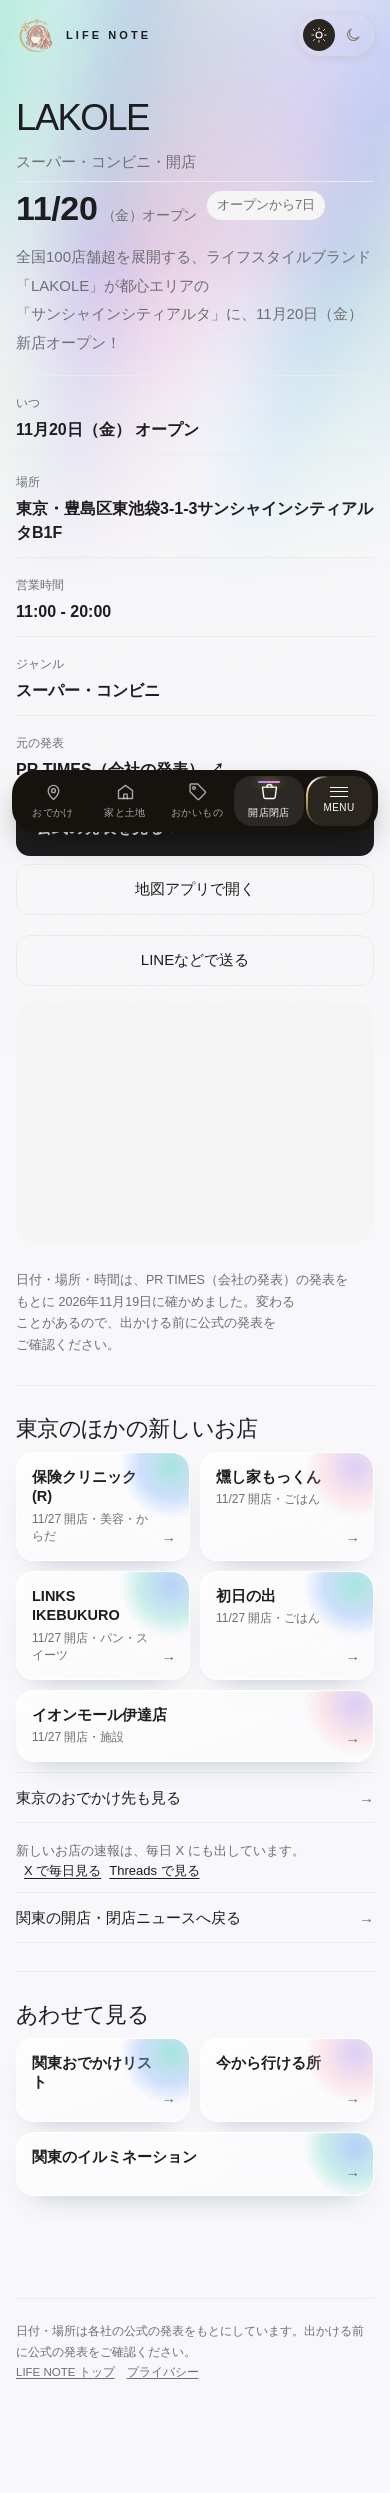 LIFE NOTE
LAKOLE
スーパー・コンビニ・開店
11/20 （金）オープン オープンから7日
全国100店舗超を展開する、ライフスタイルブランド
「LAKOLE」が都心エリアの
「サンシャインシティアルタ」に、11月20日（金）
新店オープン！
いつ
11月20日（金） オープン
場所
東京・豊島区東池袋3-1-3サンシャインシティアル
タB1F
営業時間
11:00 - 20:00
ジャンル
スーパー・コンビニ
元の発表
PR TIMES（会社の発表） ↗
おでかけ 家と土地 おかいもの 開店閉店 MENU
地図アプリで開く
LINEなどで送る
日付・場所・時間は、PR TIMES（会社の発表）の発表を
もとに 2026年11月19日に確かめました。変わる
ことがあるので、出かける前に公式の発表を
ご確認ください。
東京のほかの新しいお店
保険クリニック
(R)
11/27 開店・美容・か
らだ
→
燻し家もっくん
11/27 開店・ごはん
→
LINKS
IKEBUKURO
11/27 開店・パン・ス
イーツ
→
初日の出
11/27 開店・ごはん
→
イオンモール伊達店
11/27 開店・施設
→
東京のおでかけ先も見る →
新しいお店の速報は、毎日 X にも出しています。
X で毎日見る Threads で見る
関東の開店・閉店ニュースへ戻る →
あわせて見る
関東おでかけリス
ト
→
今から行ける所
→
関東のイルミネーション
→
日付・場所は各社の公式の発表をもとにしています。出かける前
に公式の発表をご確認ください。
LIFE NOTE トップ プライバシー